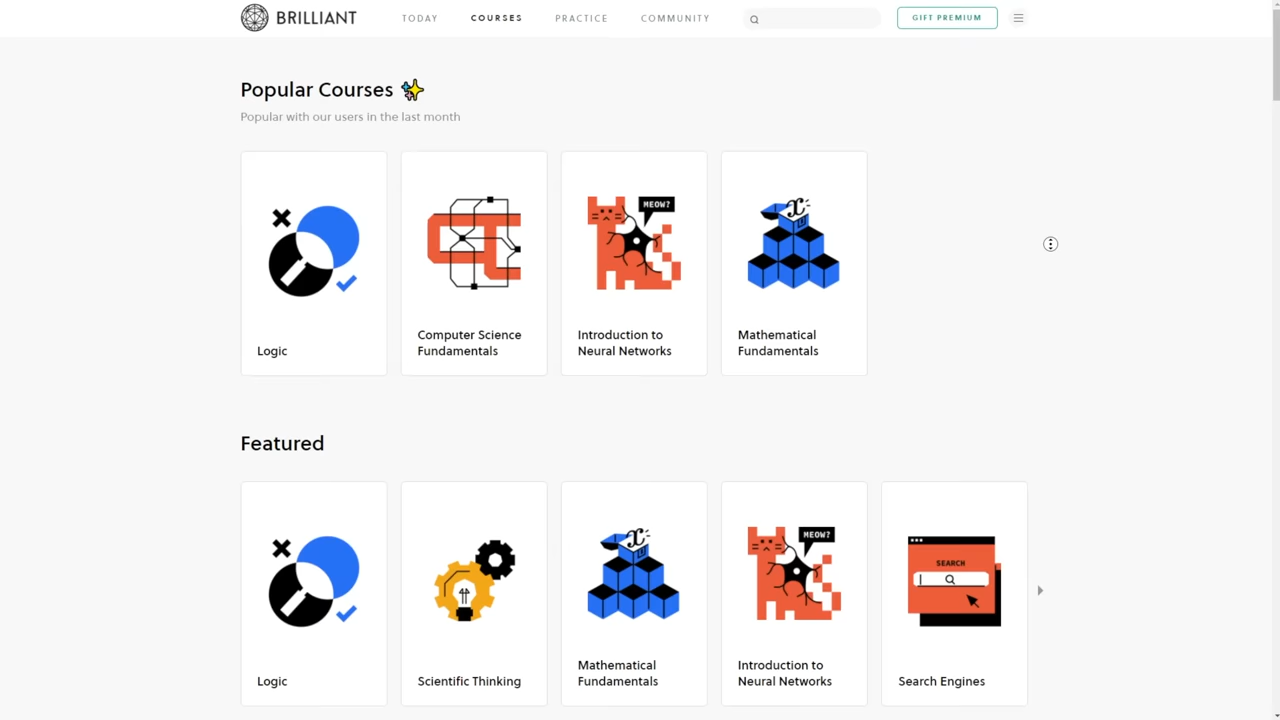 BRILLIANT
TODAY
COURSES
PRACTICE
COMMUNITY
GIFT PREMIUM
Popular Courses
Popular with our users in the last month
MEOW?
x
Logic
Computer Science
Fundamentals
Introduction to
Neural Networks
Mathematical
Fundamentals
Featured
x
MEOW?
SEARCH
Logic
Scientific Thinking
Mathematical
Fundamentals
Introduction to
Neural Networks
Search Engines